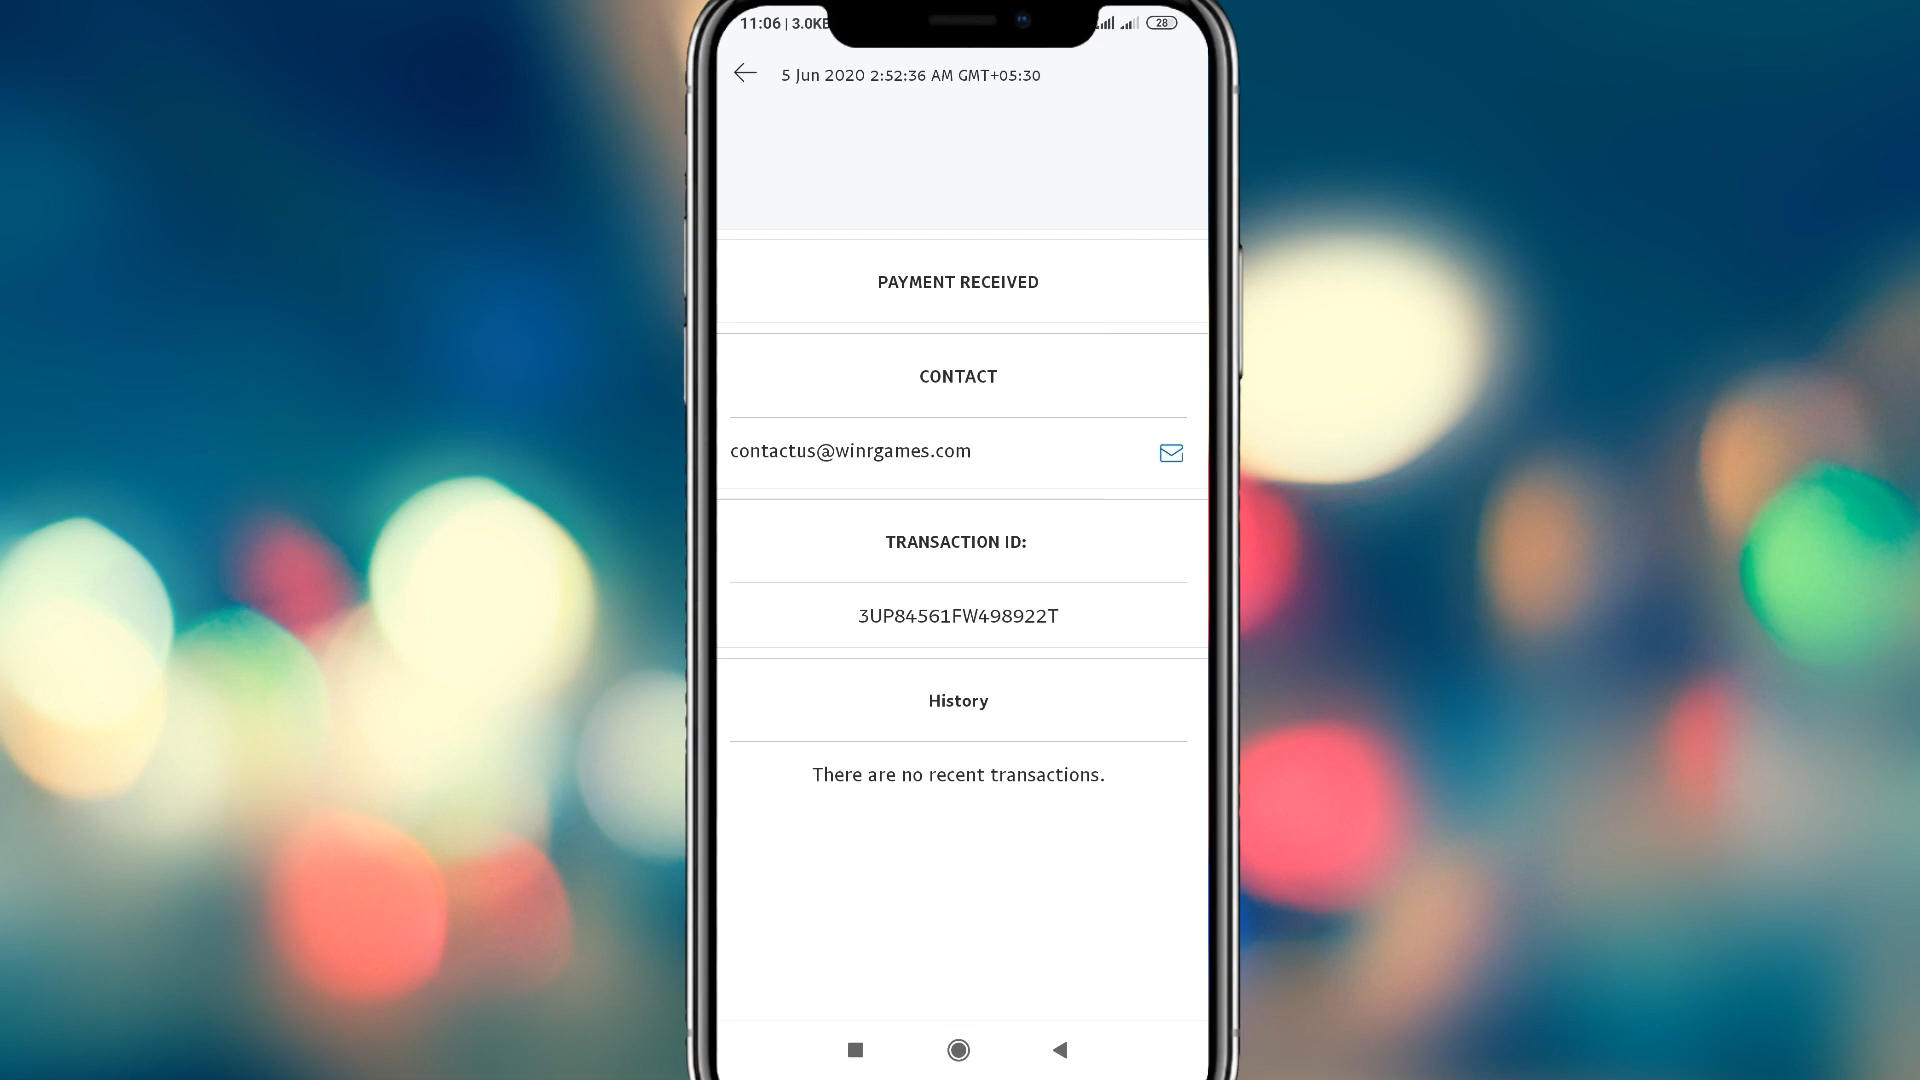 11:06 | 3.0KB
28
5 Jun 2020 2:52:36 AM GMT+05:30
PAYMENT RECEIVED
CONTACT
contactus@winrgames.com
TRANSACTION ID:
3UP84561FW498922T
History
There are no recent transactions.